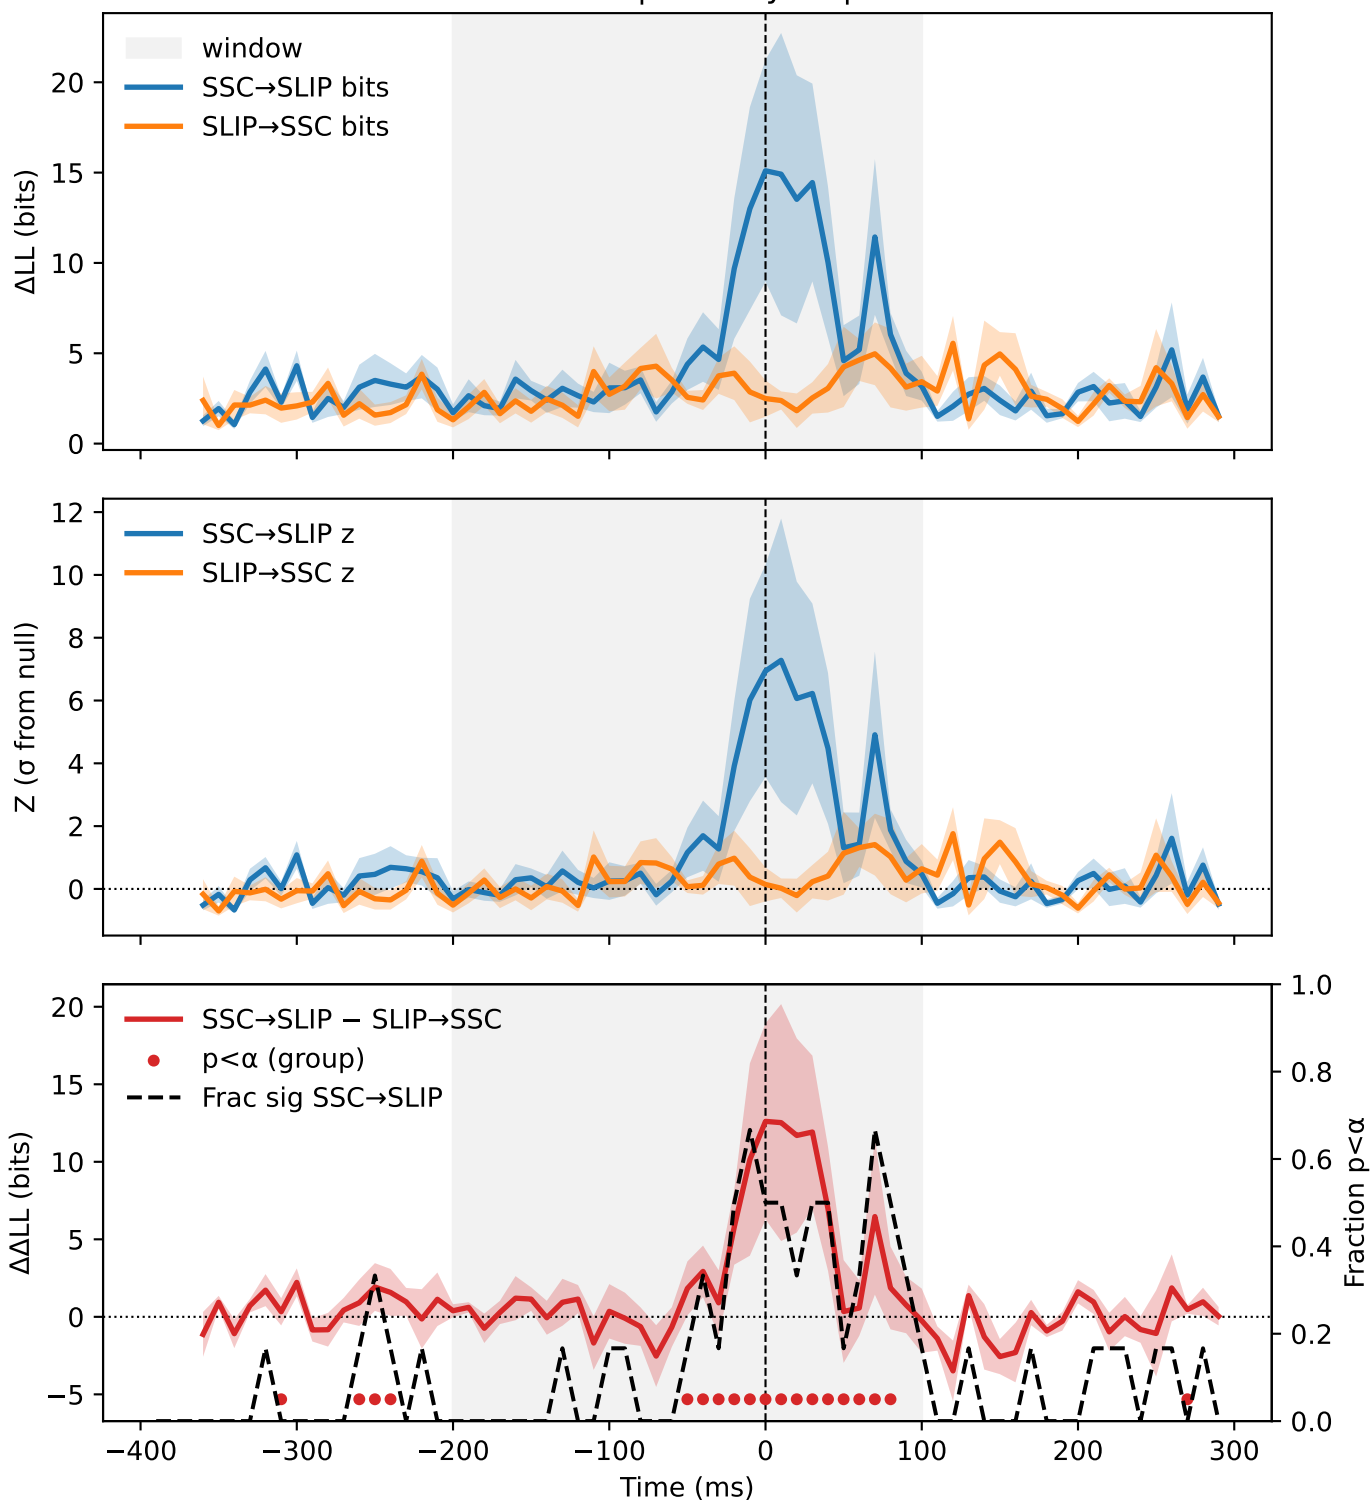 window
SSC→SLIP bits
SLIP→SSC bits
ΔLL (bits)
20
15
10
5
0
SSC→SLIP z
SLIP→SSC z
Z (σ from null)
12
10
8
6
4
2
0
SSC→SLIP − SLIP→SSC
p<α (group)
Frac sig SSC→SLIP
ΔΔLL (bits)
20
15
10
5
0
−5
1.0
0.8
0.6
0.4
0.2
0.0
Fraction p<α
−400 −300 −200 −100 0 100 200 300
Time (ms)